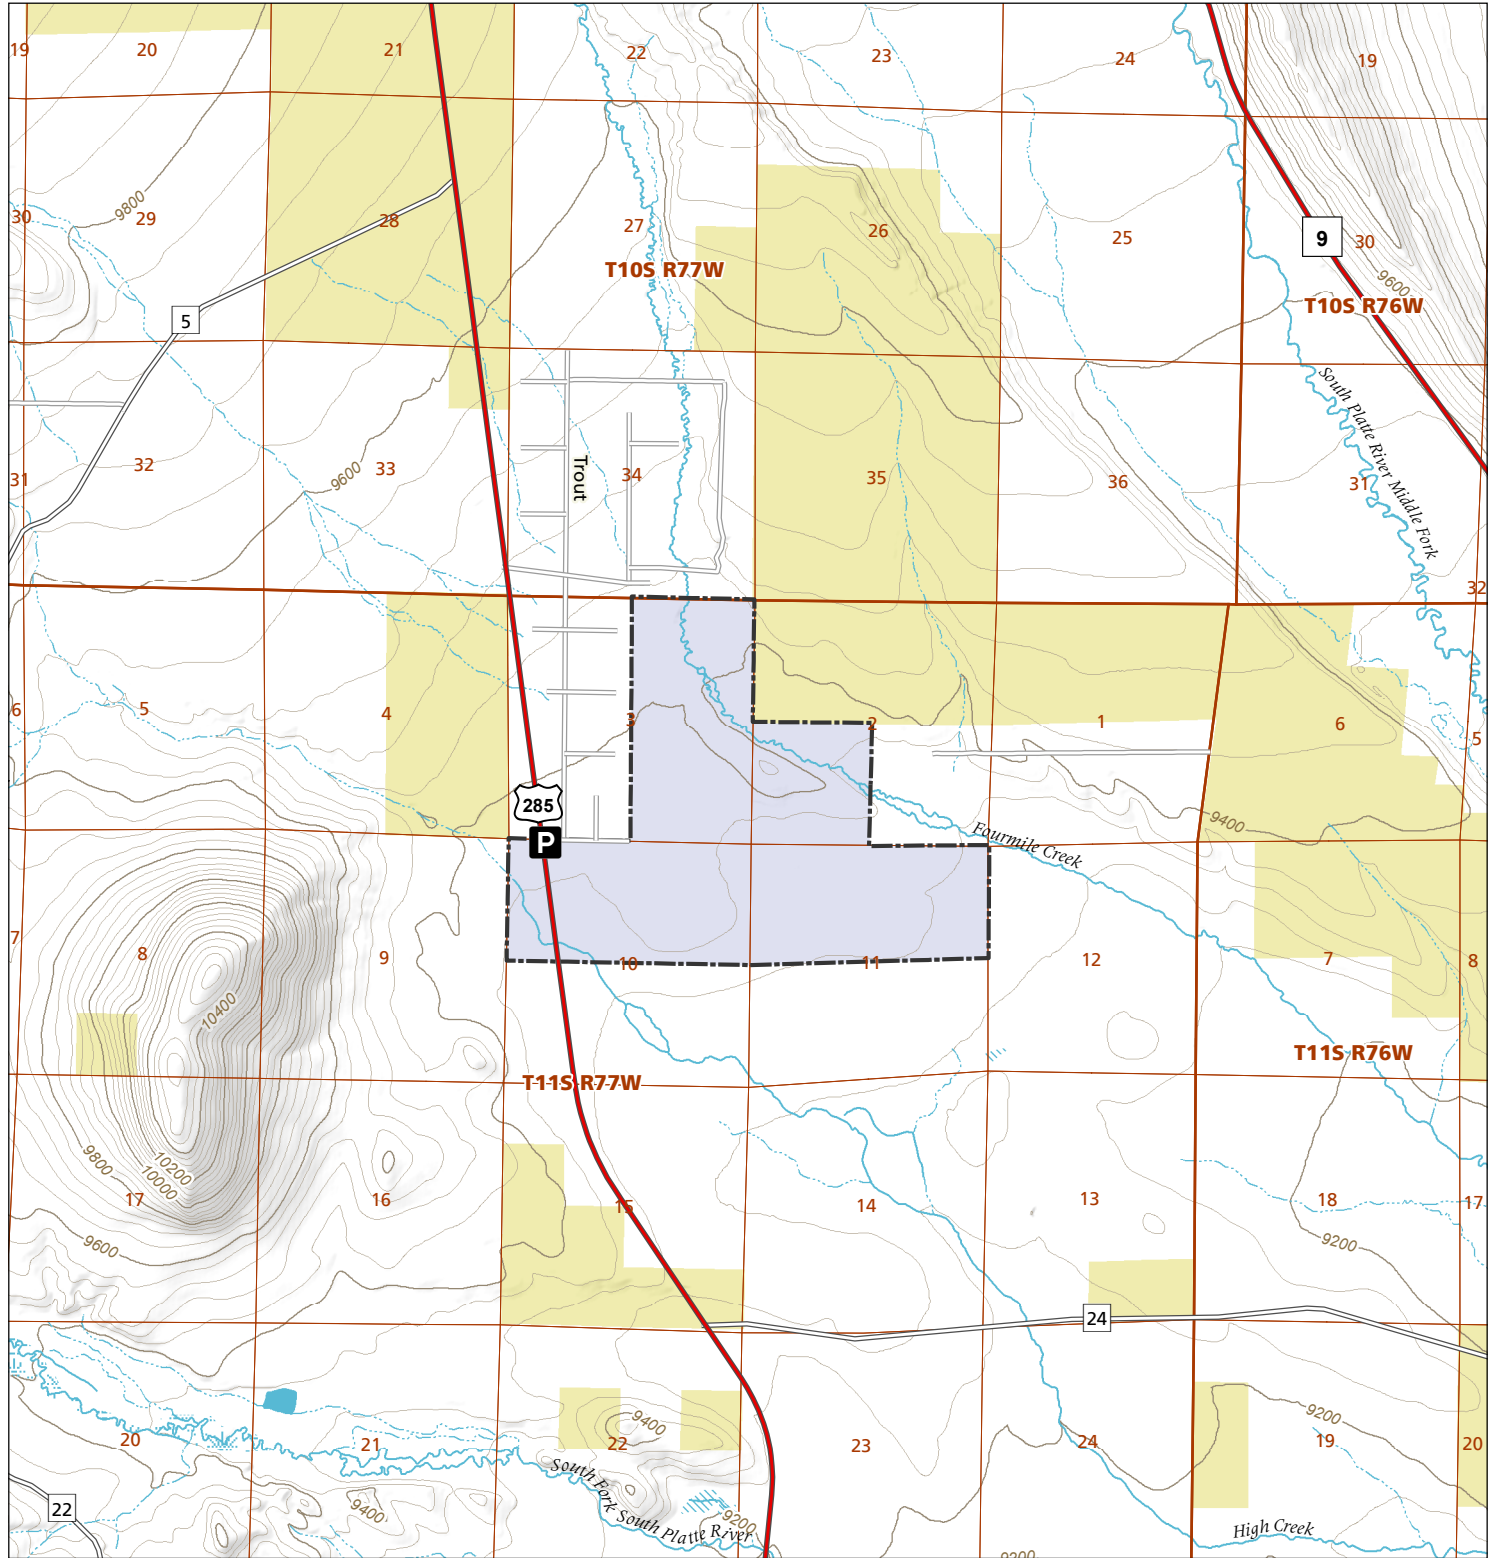 19 20 21 22 23 24 19
9800
30 29 28 27 26 25 9 30
T10S R77W
9600
T10S R76W
5
South Platte River Middle Fork
31 32 9600 33 Trout 34 35 36 31
32
6 5 4 3 2 1 6 5
285
P
9400
Fourmile Creek
7 8 9 10 11 12 7 8
10400
T11S R77W
T11S R76W
9800 10200
10000
17 16 15 14 13 18 17
9600
9200
24
20 21 22 23 24 19 20
9400
9200
22
9400
South Fork South Platte River
9200
High Creek
9200